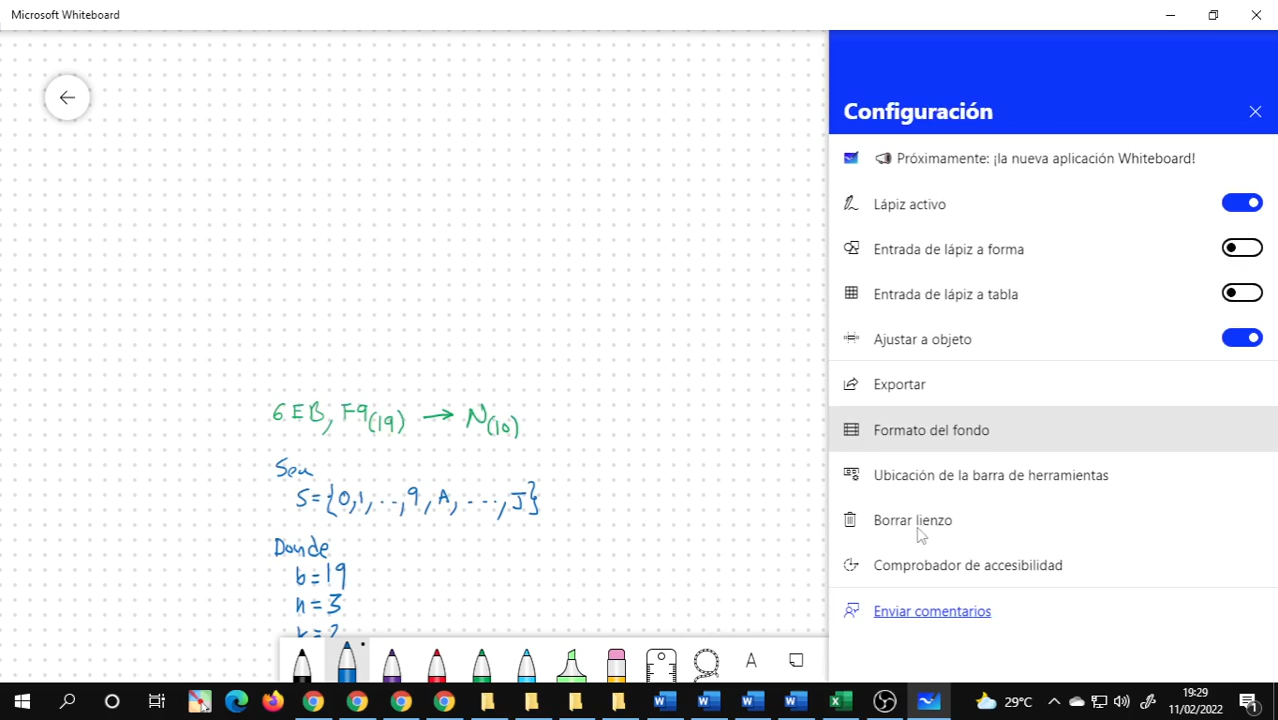 Microsoft Whiteboard
Configuración
Próximamente: ¡la nueva aplicación Whiteboard!
Lápiz activo
Entrada de lápiz a forma
Entrada de lápiz a tabla
Ajustar a objeto
Exportar
Formato del fondo
Ubicación de la barra de herramientas
Borrar lienzo
Comprobador de accesibilidad
Enviar comentarios
6EB,F9(19) → N(10)
Sea
S={0,1,...,9,A,...,J}
Donde
b=19
n=3
k=2
A
29°C
19:29
11/02/2022
1